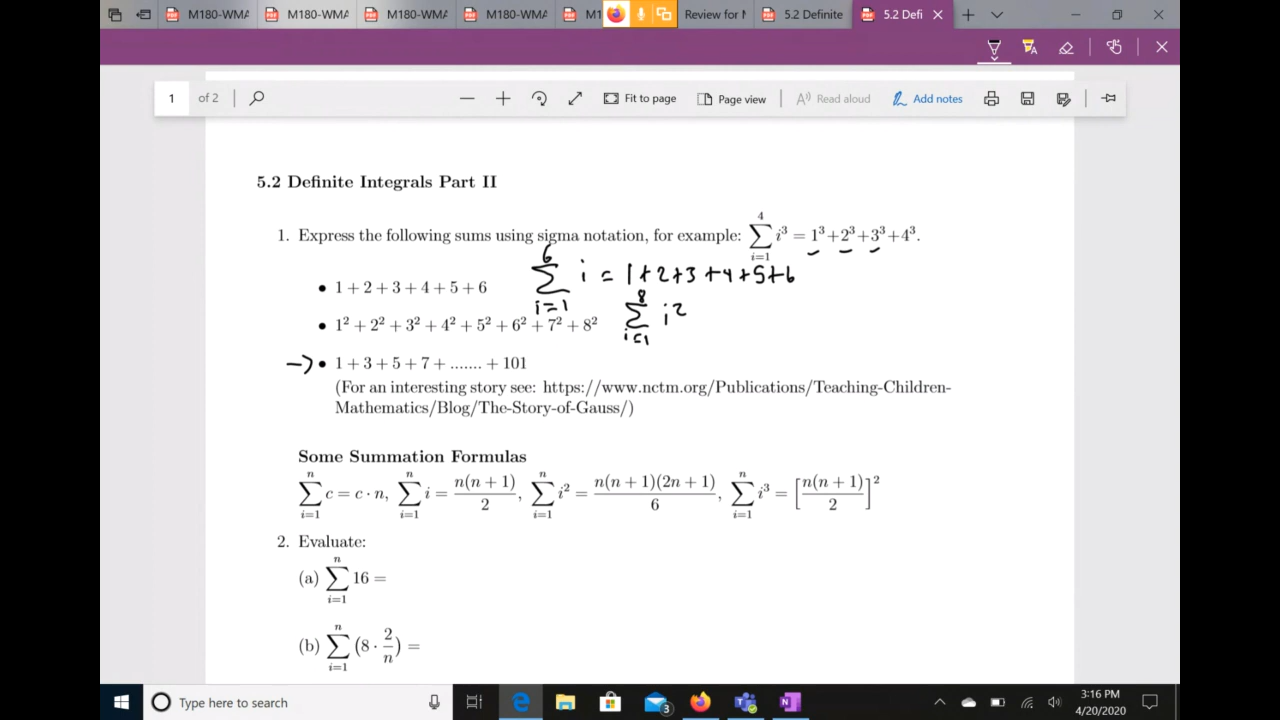 M180-WMA M180-WMA M180-WMA M180-WMA M1 Review for M 5.2 Definite 5.2 Defi
1 of 2 Fit to page Page view Read aloud Add notes
5.2 Definite Integrals Part II
1. Express the following sums using sigma notation, for example: ∑_{i=1}^{4} i³ = 1³+2³+3³+4³.
• 1 + 2 + 3 + 4 + 5 + 6 ∑_{i=1}^{6} i = 1+2+3+4+5+6
• 1² + 2² + 3² + 4² + 5² + 6² + 7² + 8² ∑_{i=1}^{8} i²
→ • 1 + 3 + 5 + 7 + ....... + 101
(For an interesting story see: https://www.nctm.org/Publications/Teaching-Children-
Mathematics/Blog/The-Story-of-Gauss/)
Some Summation Formulas
∑_{i=1}^{n} c = c · n, ∑_{i=1}^{n} i = n(n + 1)/2, ∑_{i=1}^{n} i² = n(n + 1)(2n + 1)/6, ∑_{i=1}^{n} i³ = [n(n + 1)/2]²
2. Evaluate:
(a) ∑_{i=1}^{n} 16 =
(b) ∑_{i=1}^{n} (8 · 2/n) =
Type here to search 3 3:16 PM
4/20/2020